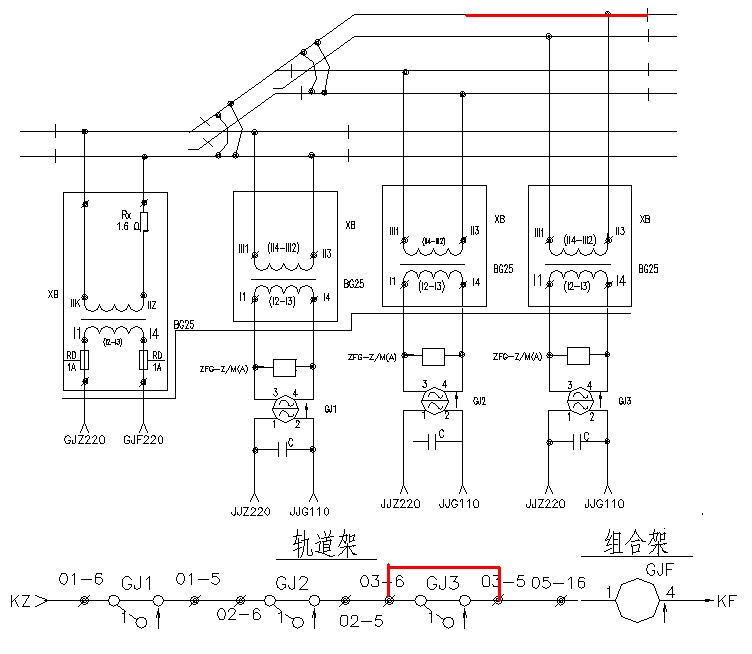 Rx
1.6 Ω
XB
IIK
IIZ
I1
(I2-I3)
I4
BG25
RD
1A
RD
1A
GJZ220
GJF220
XB
III1
(II4-III2)
II3
BG25
I1
(I2-I3)
I4
ZFG-Z/M(A)
3 4
GJ1
1 2
C
JJZ220
JJG110
XB
III1
(II4-III2)
II3
BG25
I1
(I2-I3)
I4
ZFG-Z/M(A)
3 4
GJ2
1 2
C
JJZ220
JJG110
XB
III1
(II4-III2)
II3
BG25
I1
(I2-I3)
I4
ZFG-Z/M(A)
3 4
GJ3
1 2
C
JJZ220
JJG110
轨道架
组合架
KZ
01-6
GJ1
1
01-5
02-6
GJ2
1
02-5
03-6
GJ3
1
03-5
05-16
GJF
1
4
KF